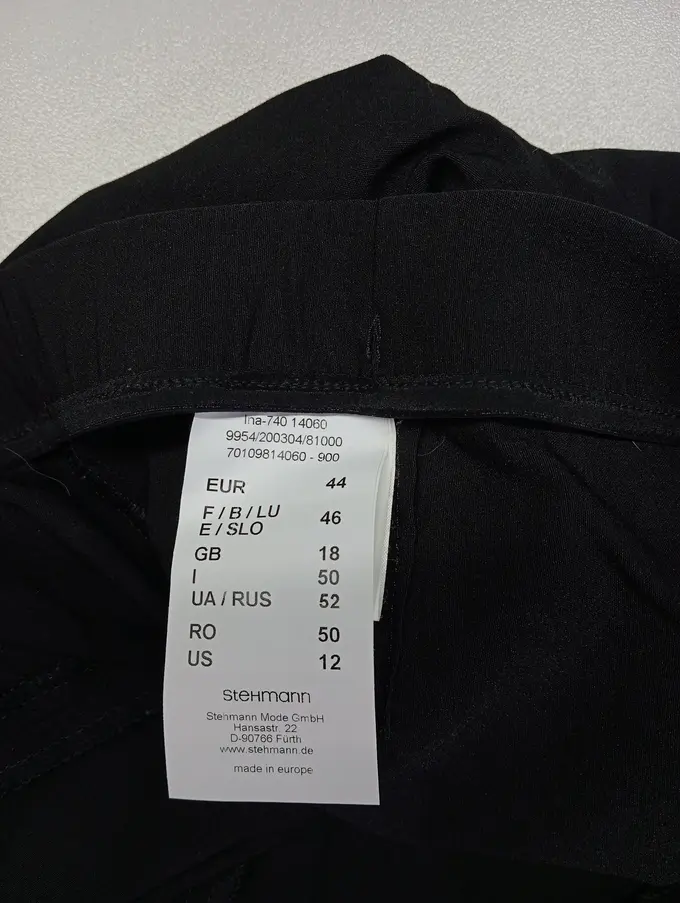 Ina-740 14060
9954/200304/81000
70109814060 - 900
EUR 44
F / B / LU
E / SLO 46
GB 18
I 50
UA / RUS 52
RO 50
US 12
steHmann
Stehmann Mode GmbH
Hansastr. 22
D-90766 Fürth
www.stehmann.de
made in europe